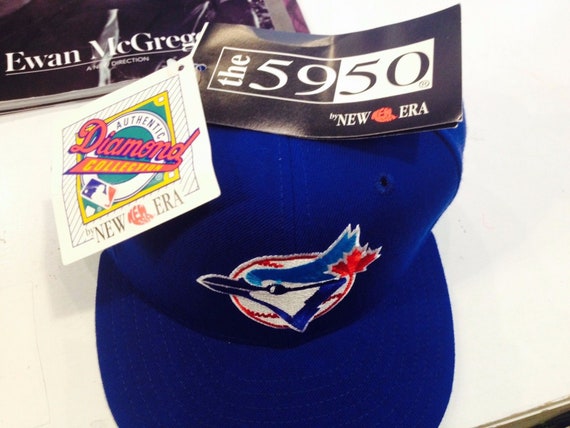 Ewan McGreg
A NEW DIRECTION
the 5950®
by NEW ERA
AUTHENTIC
Diamond
COLLECTION
by NEW ERA